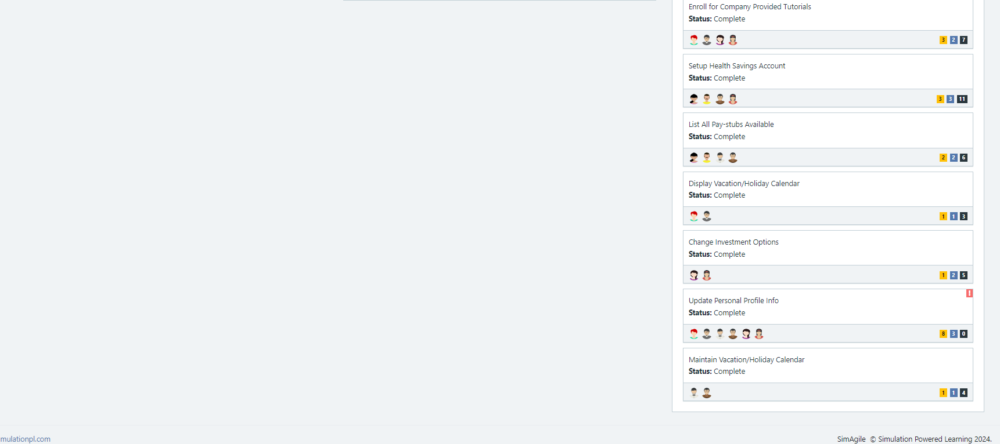 Enroll for Company Provided Tutorials
Status: Complete
3 2 7
Setup Health Savings Account
Status: Complete
3 3 11
List All Pay-stubs Available
Status: Complete
2 2 6
Display Vacation/Holiday Calendar
Status: Complete
1 1 3
Change Investment Options
Status: Complete
1 2 5
!
Update Personal Profile Info
Status: Complete
8 3 0
Maintain Vacation/Holiday Calendar
Status: Complete
1 1 4
mulationpl.com
SimAgile © Simulation Powered Learning 2024.